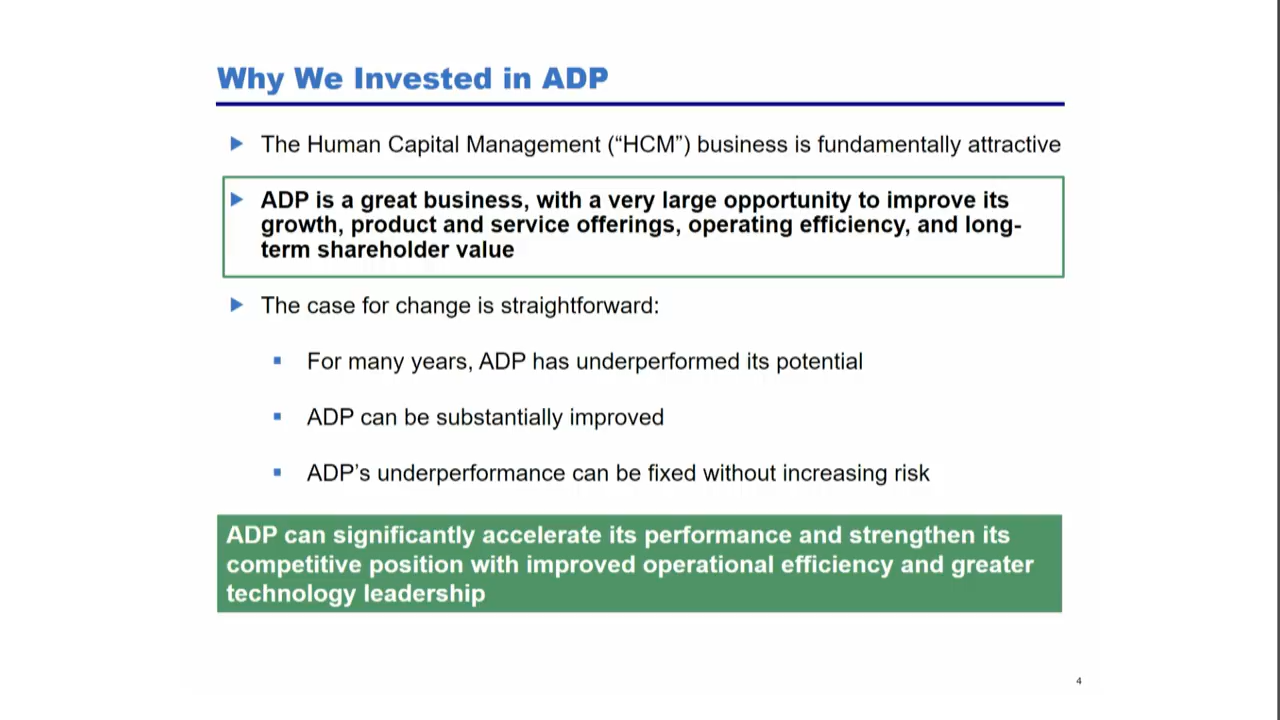 Why We Invested in ADP
The Human Capital Management (“HCM”) business is fundamentally attractive
ADP is a great business, with a very large opportunity to improve its
growth, product and service offerings, operating efficiency, and long-
term shareholder value
The case for change is straightforward:
For many years, ADP has underperformed its potential
ADP can be substantially improved
ADP’s underperformance can be fixed without increasing risk
ADP can significantly accelerate its performance and strengthen its
competitive position with improved operational efficiency and greater
technology leadership
4